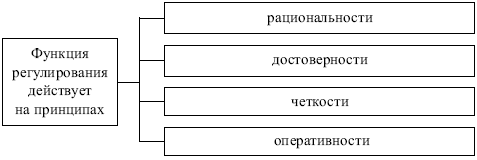 Функция
регулирования
действует
на принципах
рациональности
достоверности
четкости
оперативности